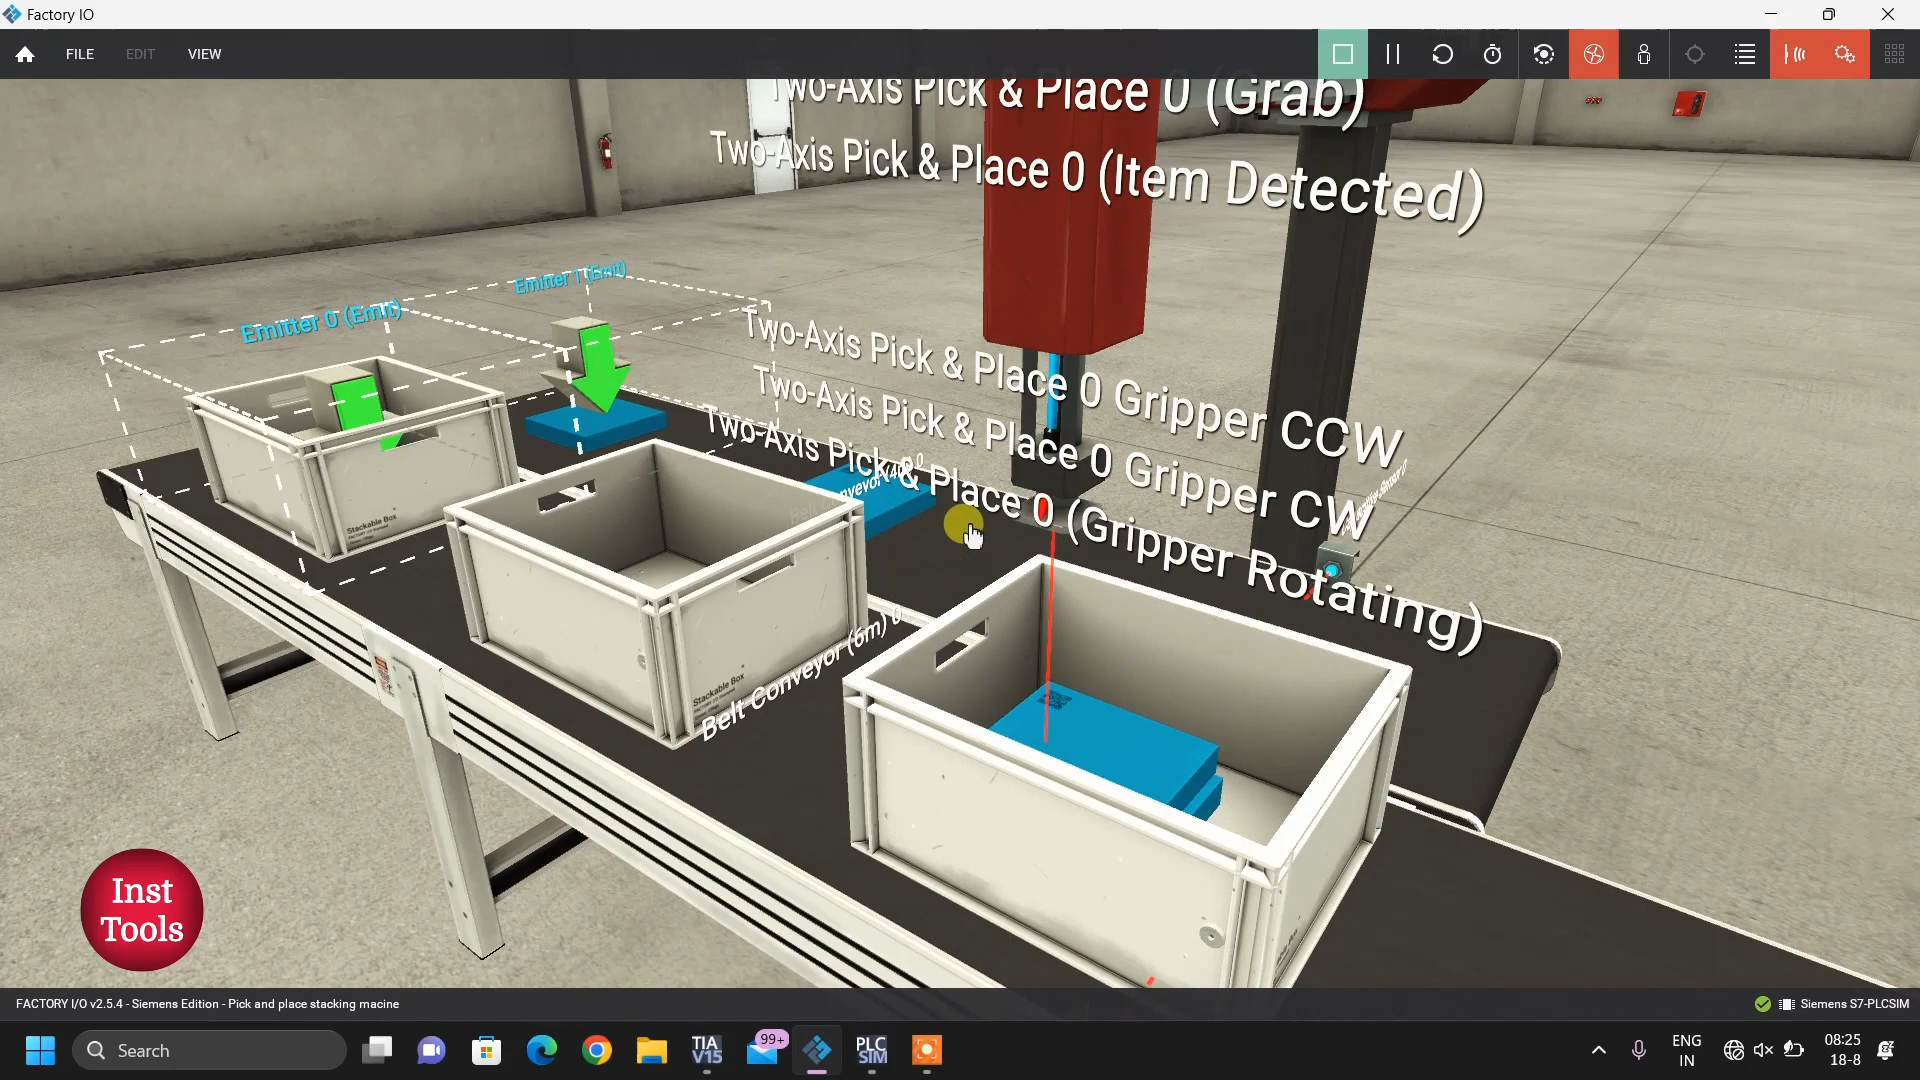 Factory IO
FILE EDIT VIEW
Two-Axis Pick & Place 0 (Grab)
Two-Axis Pick & Place 0 (Item Detected)
Emitter 1 (Emit)
Emitter 0 (Emit)
Two-Axis Pick & Place 0 Gripper CCW
Two-Axis Pick & Place 0 Gripper CW
Two-Axis Pick & Place 0 (Gripper Rotating)
Belt Conveyor (6m) 0
Stackable Box
Stackable Box
Inst
Tools
FACTORY I/O v2.5.4 - Siemens Edition - Pick and place stacking macine
Siemens S7-PLCSIM
Search
TIA
V15
99+
PLC
SIM
ENG
IN
08:25
18-8